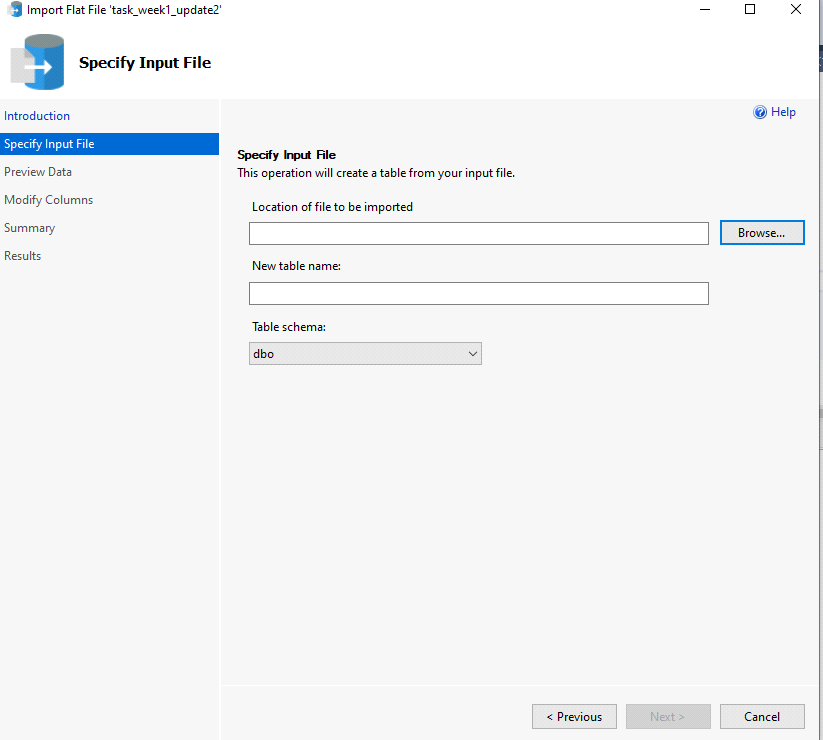 Import Flat File 'task_week1_update2'
Specify Input File
Help
Introduction
Specify Input File
Preview Data
Modify Columns
Summary
Results
Specify Input File
This operation will create a table from your input file.
Location of file to be imported
Browse...
New table name:
Table schema:
dbo
< Previous
Next >
Cancel